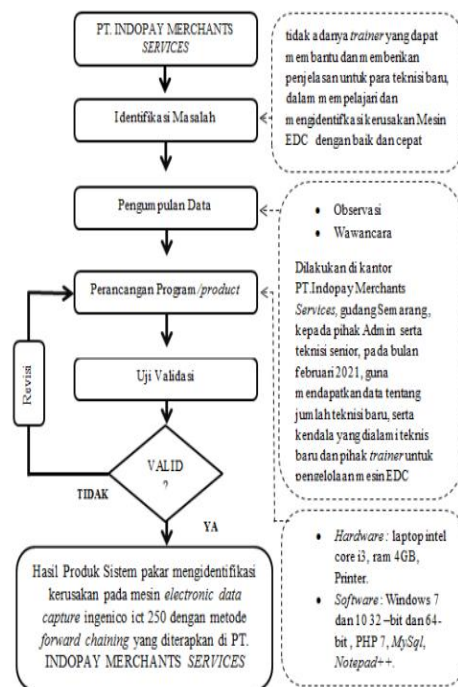 PT. INDOPAY MERCHANTS
SERVICES
Identifikasi Masalah
tidak adanya trainer yang dapat
membantu dan memberikan
penjelasan untuk para teknisi baru,
dalam mempelajari dan
mengidentifkasi kerusakan Mesin
EDC dengan baik dan cepat
Pengumpulan Data
• Observasi
• Wawancara
Dilakukan di kantor
PT.Indopay Merchants
Services, gudang Semarang,
kepada pihak Admin serta
teknisi senior, pada bulan
februari 2021, guna
mendapatkan data tentang
jumlah teknisi baru, serta
kendala yang dialami teknis
baru dan pihak trainer untuk
pengelolaan mesin EDC
Perancangan Program/product
Revisi
Uji Validasi
VALID
?
TIDAK
YA
• Hardware : laptop intel
core i3, ram 4GB,
Printer.
• Software : Windows 7
dan 10 32 –bit dan 64-
bit , PHP 7, MySql,
Notepad++.
Hasil Produk Sistem pakar mengidentifikasi
kerusakan pada mesin electronic data
capture ingenico ict 250 dengan metode
forward chaining yang diterapkan di PT.
INDOPAY MERCHANTS SERVICES